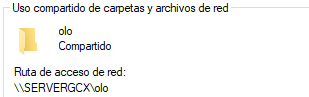 Uso compartido de carpetas y archivos de red
olo
Compartido
Ruta de acceso de red:
\\SERVERGCX\olo